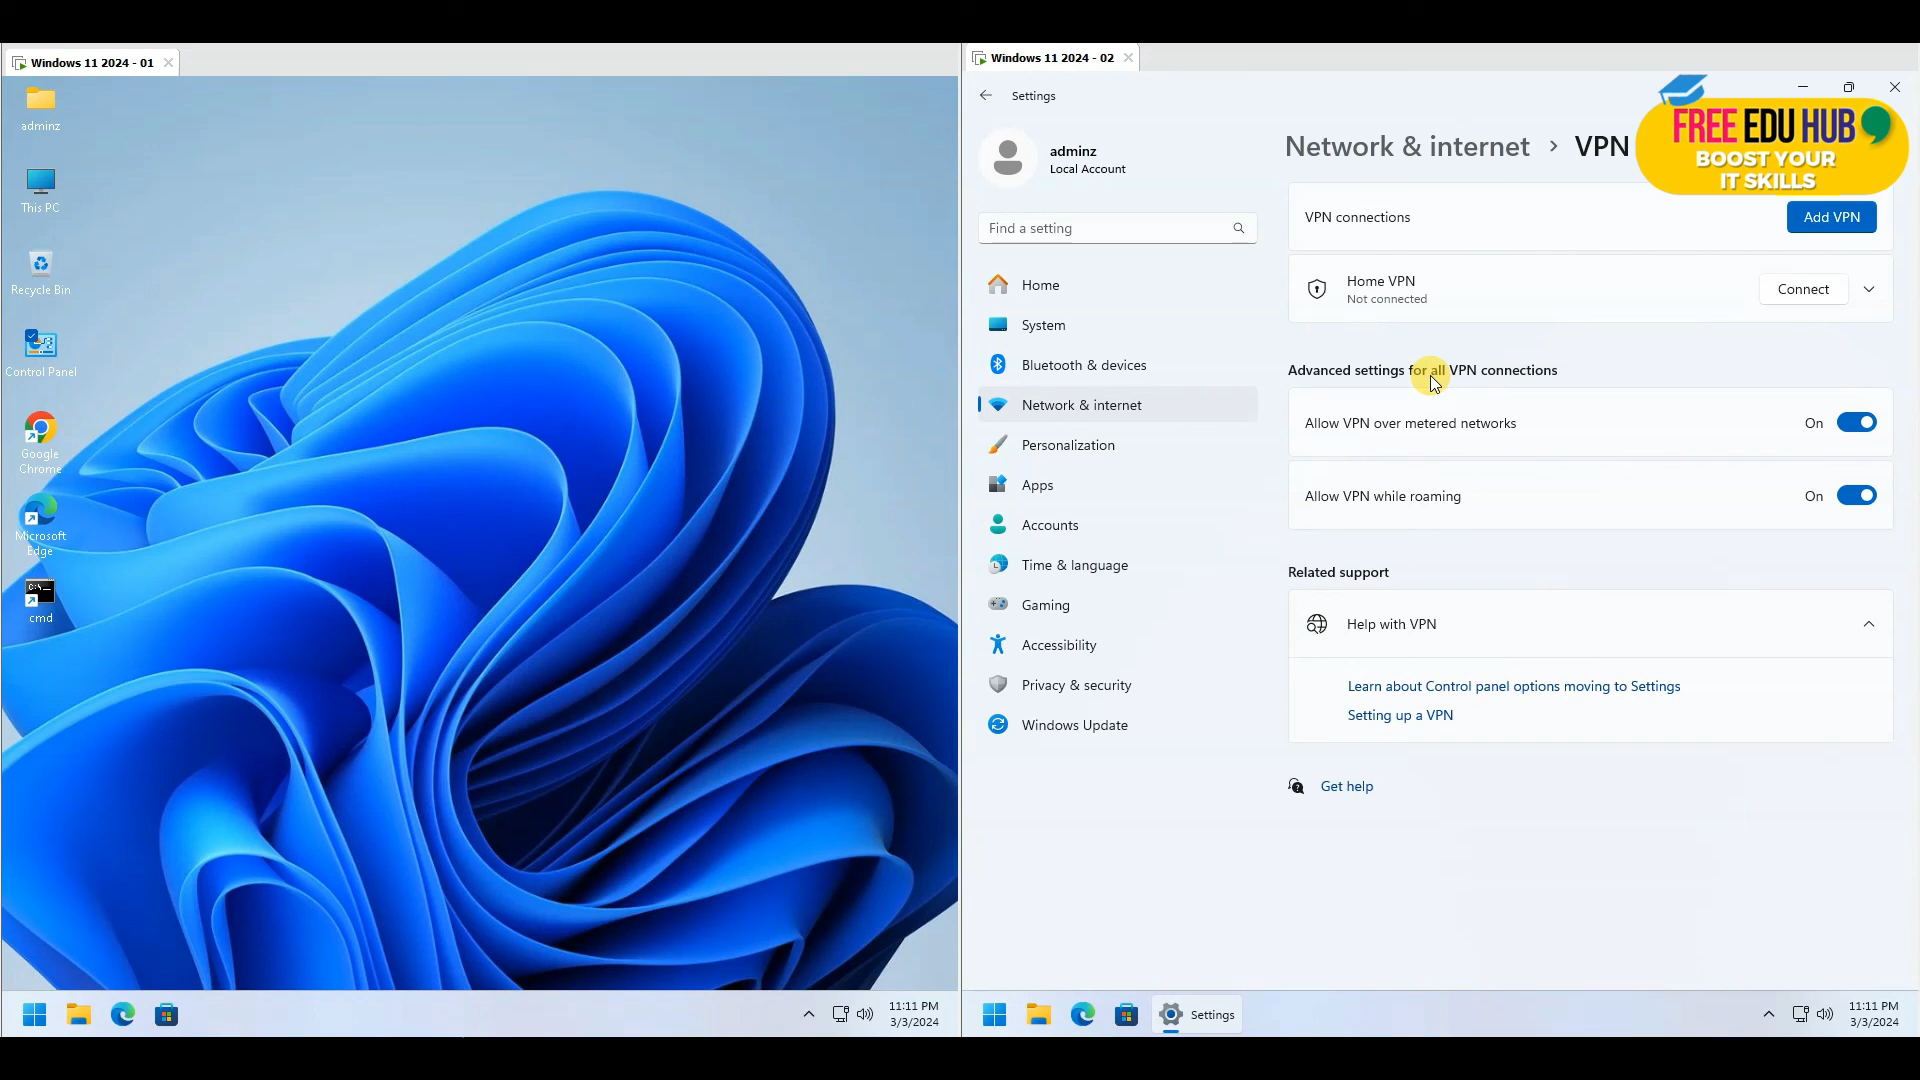 Windows 11 2024 - 01
adminz
This PC
Recycle Bin
Control Panel
Google
Chrome
Microsoft
Edge
cmd
11:11 PM
3/3/2024
Windows 11 2024 - 02
Settings
FREE EDU HUB
BOOST YOUR
IT SKILLS
adminz
Local Account
Find a setting
Home
System
Bluetooth & devices
Network & internet
Personalization
Apps
Accounts
Time & language
Gaming
Accessibility
Privacy & security
Windows Update
Network & internet > VPN
VPN connections
Add VPN
Home VPN
Not connected
Connect
Advanced settings for all VPN connections
Allow VPN over metered networks
On
Allow VPN while roaming
On
Related support
Help with VPN
Learn about Control panel options moving to Settings
Setting up a VPN
Get help
Settings
11:11 PM
3/3/2024